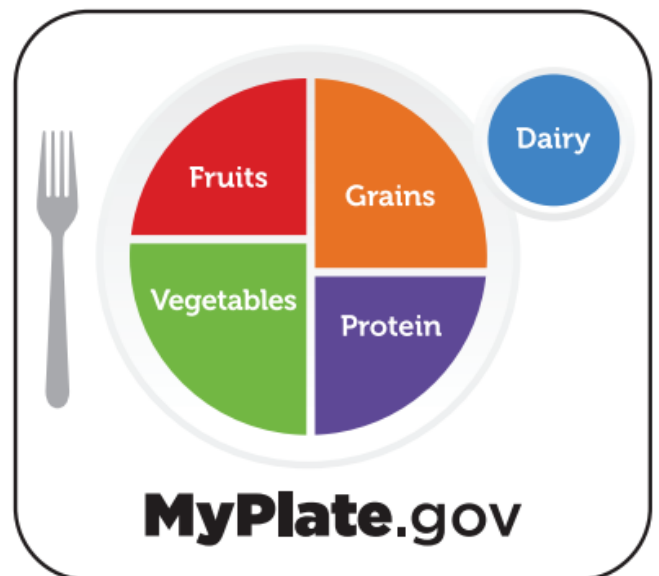 Fruits
Grains
Dairy
Vegetables
Protein
MyPlate.gov